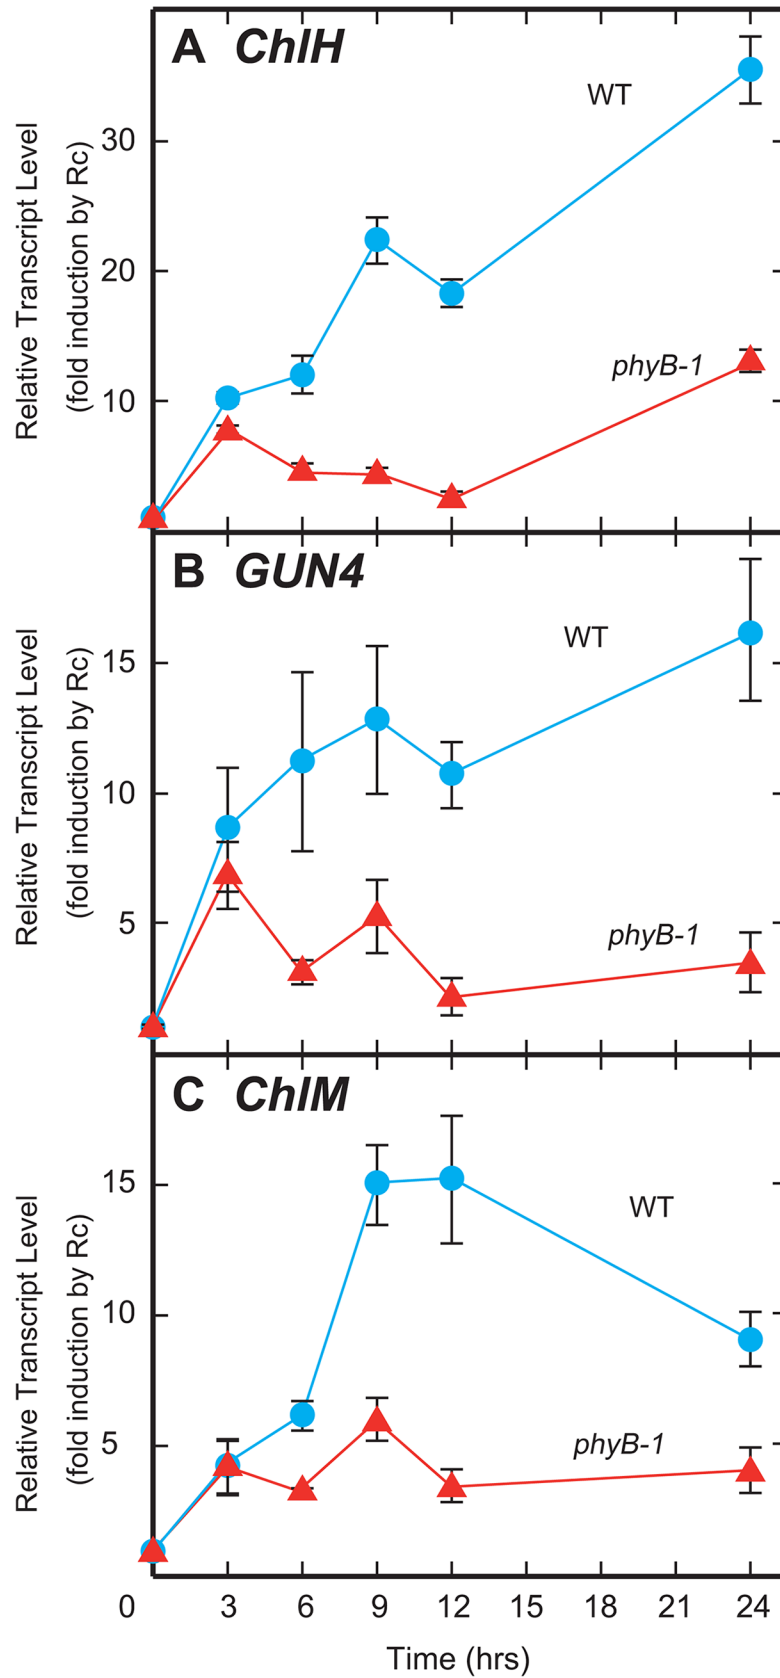 A ChlH
Relative Transcript Level
(fold induction by Rc)
30
20
10
WT
phyB-1
B GUN4
Relative Transcript Level
(fold induction by Rc)
15
10
5
WT
phyB-1
C ChlM
Relative Transcript Level
(fold induction by Rc)
15
10
5
WT
phyB-1
0 3 6 9 12 15 18 21 24
Time (hrs)